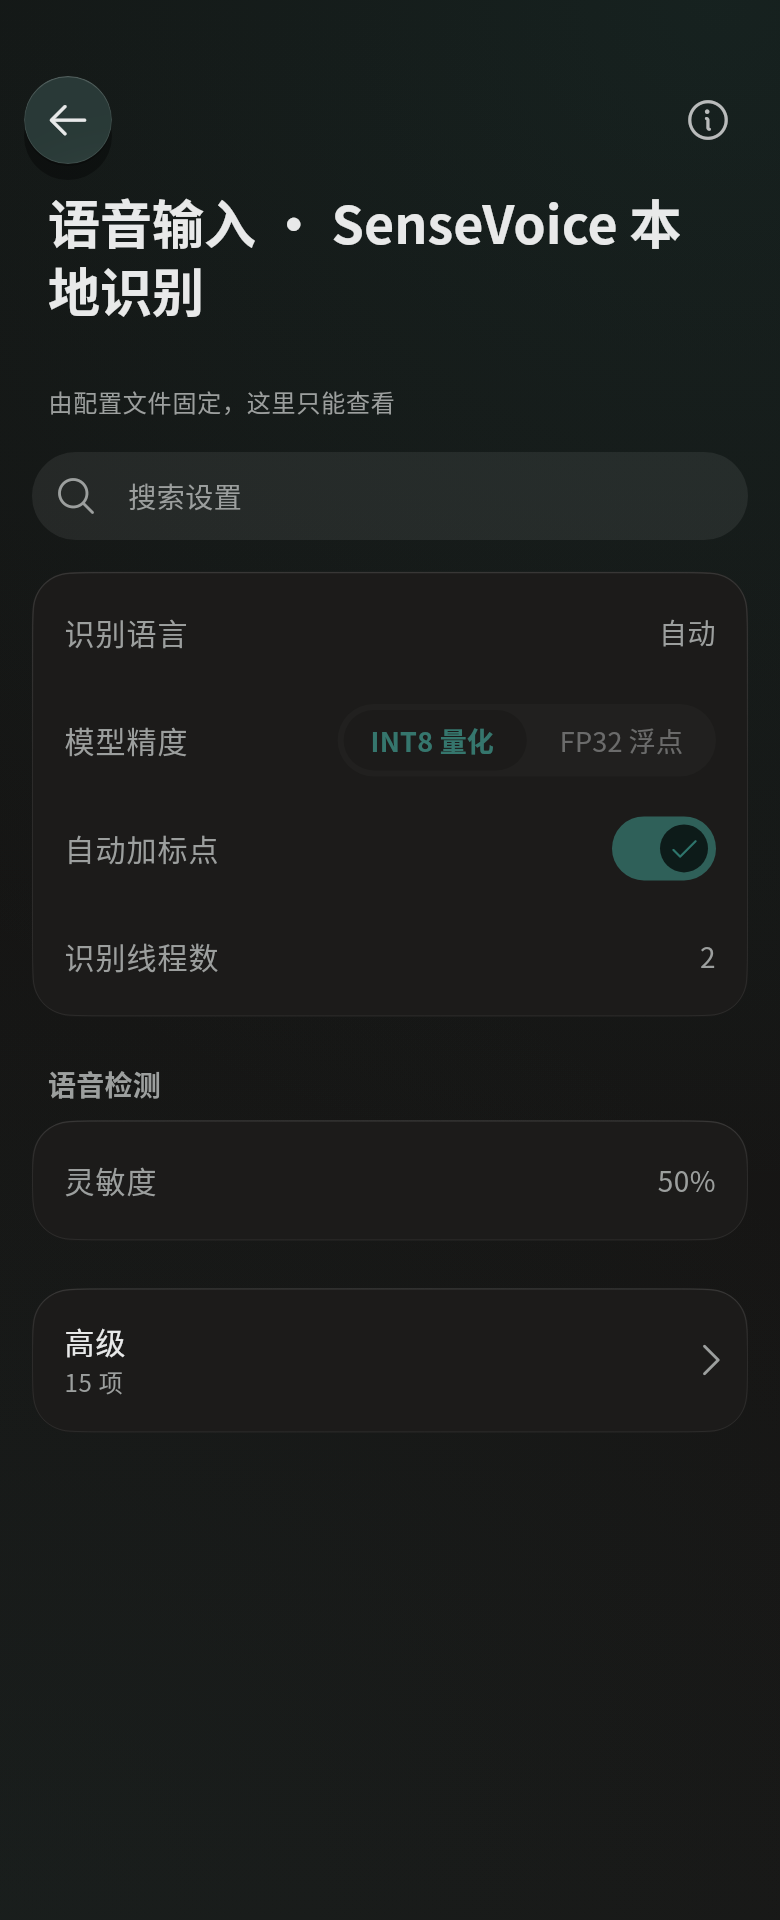 语音输入 · SenseVoice 本
地识别
由配置文件固定，这里只能查看
搜索设置
识别语言 自动
模型精度 INT8 量化 FP32 浮点
自动加标点
识别线程数 2
语音检测
灵敏度 50%
高级
15 项